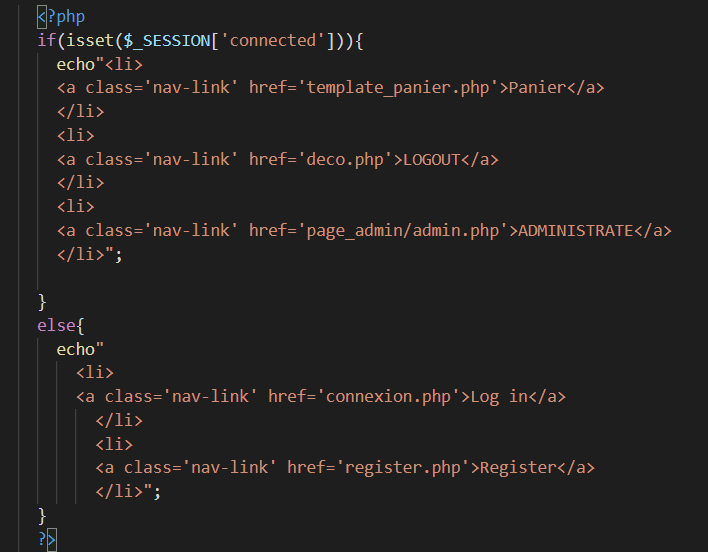 <?php
if(isset($_SESSION['connected'])){
echo"<li>
<a class='nav-link' href='template_panier.php'>Panier</a>
</li>
<li>
<a class='nav-link' href='deco.php'>LOGOUT</a>
</li>
<li>
<a class='nav-link' href='page_admin/admin.php'>ADMINISTRATE</a>
</li>";
}
else{
echo"
<li>
<a class='nav-link' href='connexion.php'>Log in</a>
</li>
<li>
<a class='nav-link' href='register.php'>Register</a>
</li>";
}
?>